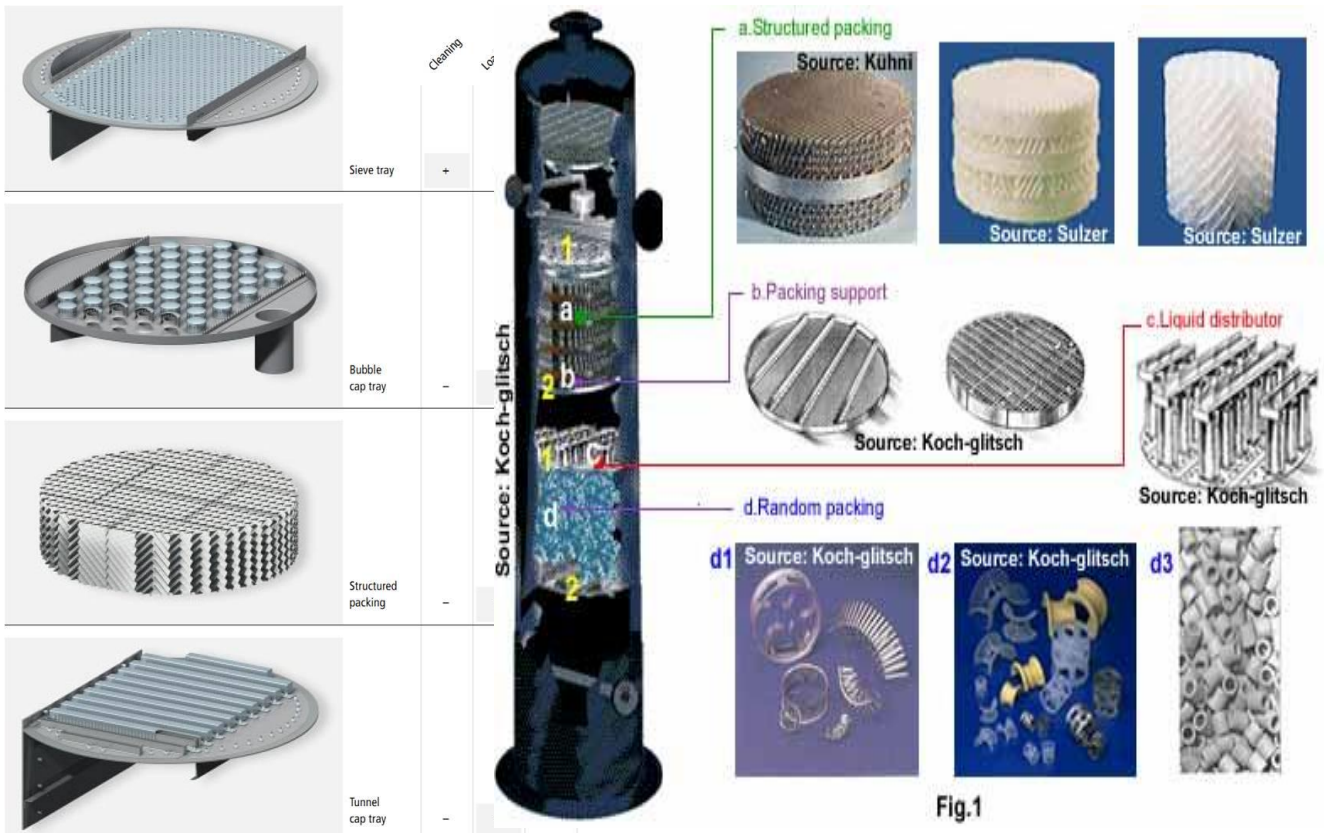 Cleaning
Sieve tray
+
Bubble
cap tray
–
Structured
packing
–
Tunnel
cap tray
–
Source: Koch-glitsch
1
a
b
2
1
c
d
2
a.Structured packing
Source: Kühni
Source: Sulzer
Source: Sulzer
b.Packing support
Source: Koch-glitsch
c.Liquid distributor
Source: Koch-glitsch
d.Random packing
d1
Source: Koch-glitsch
d2
Source: Koch-glitsch
d3
Fig.1